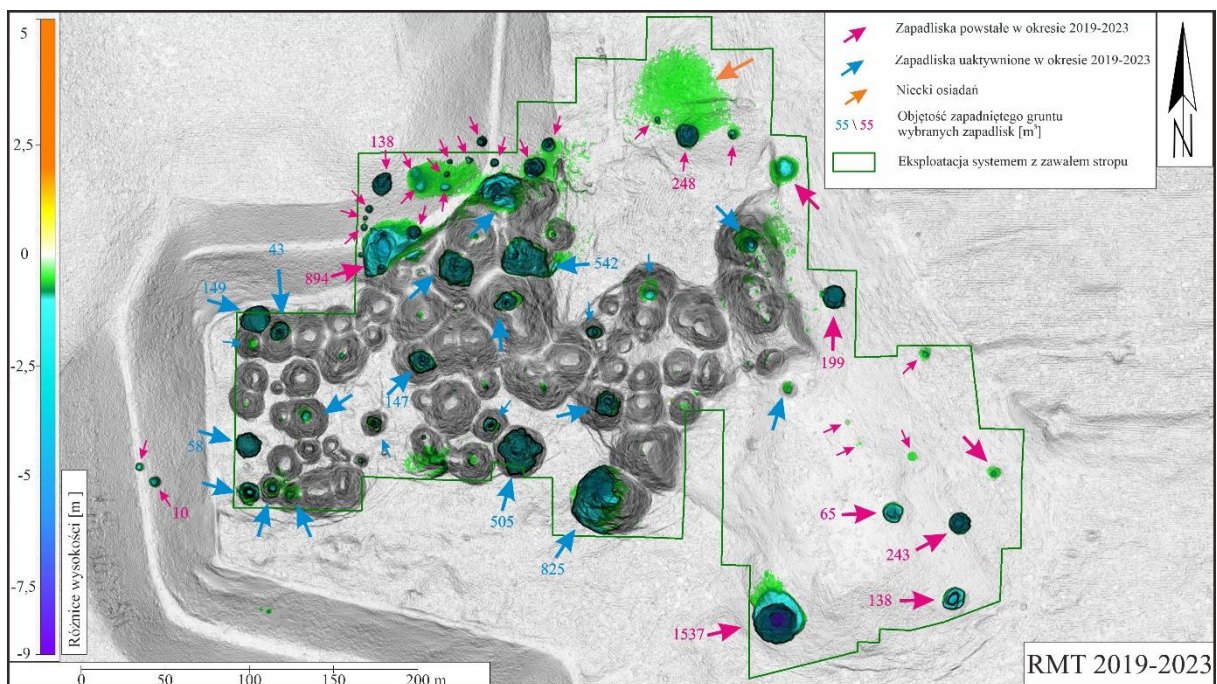 5
2,5
0
-2,5
-5
-7,5
-9
Różnice wysokości [m]
Zapadliska powstałe w okresie 2019-2023
Zapadliska uaktywnione w okresie 2019-2023
Niecki osiadań
55 \ 55 Objętość zapadniętego gruntu
wybranych zapadlisk [m³]
Eksploatacja systemem z zawałem stropu
N
138
248
43
894
542
149
199
147
58
10
505
65
243
825
138
1537
0 50 100 200 m
RMT 2019-2023